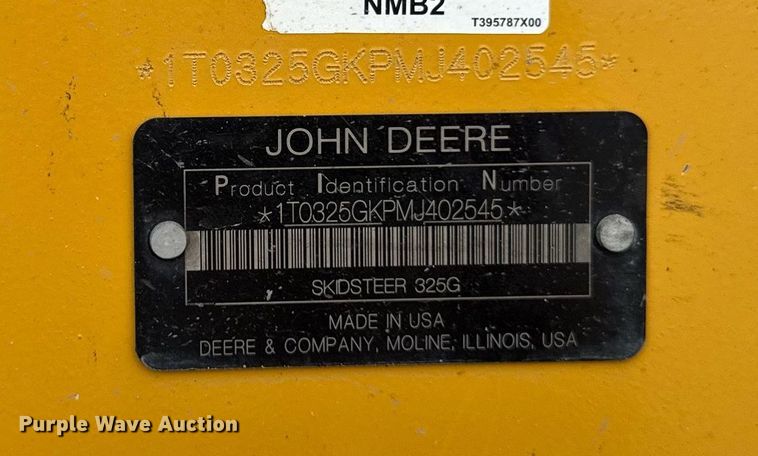 NMB2
T395787X00
*1T0325GKPMJ402545*
JOHN DEERE
Product Identification Number
*1T0325GKPMJ402545*
SKIDSTEER 325G
MADE IN USA
DEERE & COMPANY, MOLINE, ILLINOIS, USA
Purple Wave Auction